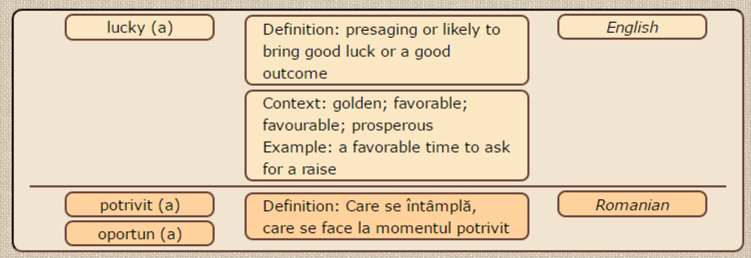 lucky (a)
Definition: presaging or likely to
bring good luck or a good
outcome
English
Context: golden; favorable;
favourable; prosperous
Example: a favorable time to ask
for a raise
potrivit (a)
oportun (a)
Definition: Care se întâmplă,
care se face la momentul potrivit
Romanian